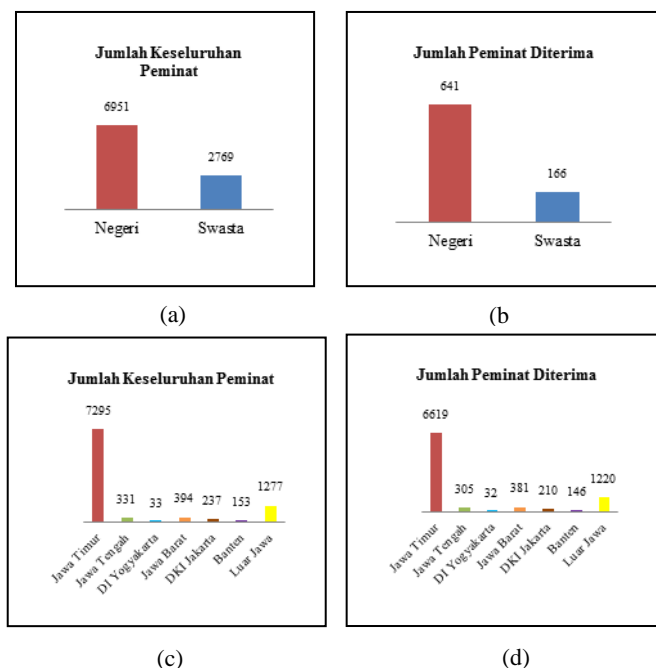 Jumlah Keseluruhan
Peminat
6951
2769
Negeri
Swasta
(a)
Jumlah Peminat Diterima
641
166
Negeri
Swasta
(b
Jumlah Keseluruhan Peminat
7295
331
33
394
237
153
1277
Jawa Timur
Jawa Tengah
DI Yogyakarta
Jawa Barat
DKI Jakarta
Banten
Luar Jawa
(c)
Jumlah Peminat Diterima
6619
305
32
381
210
146
1220
Jawa Timur
Jawa Tengah
DI Yogyakarta
Jawa Barat
DKI Jakarta
Banten
Luar Jawa
(d)